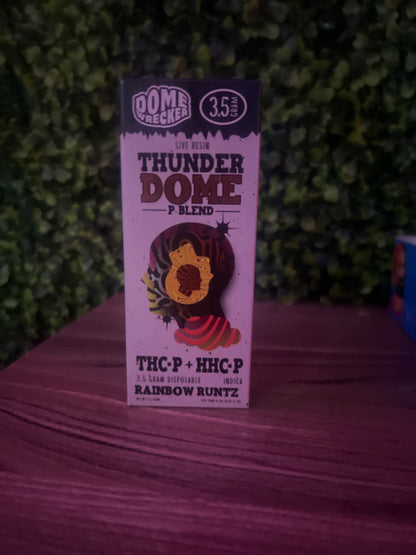 DOME
WRECKER
3.5
GRAM
LIVE RESIN
THUNDER
DOME
P BLEND
THC-P + HHC-P
3.5 GRAM DISPOSABLE INDICA
RAINBOW RUNTZ